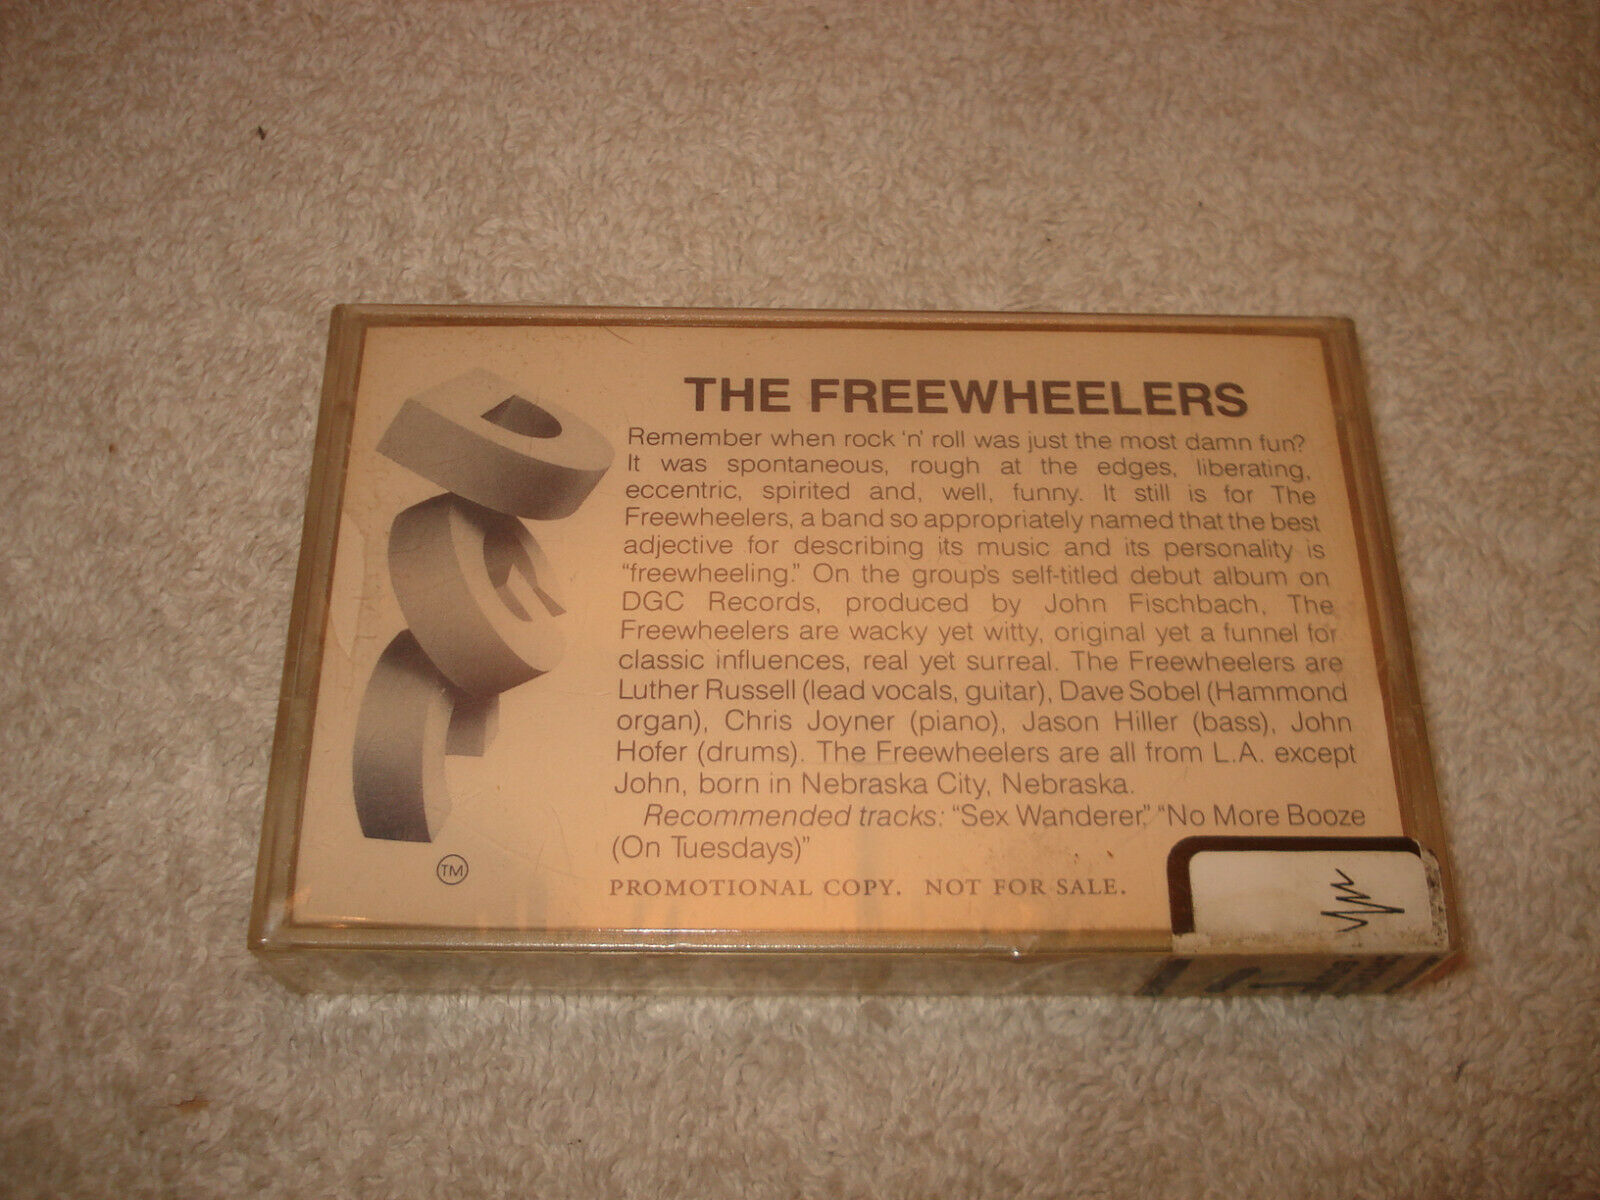 THE FREEWHEELERS
Remember when rock 'n' roll was just the most damn fun?
It was spontaneous, rough at the edges, liberating,
eccentric, spirited and, well, funny. It still is for The
Freewheelers, a band so appropriately named that the best
adjective for describing its music and its personality is
"freewheeling." On the group's self-titled debut album on
DGC Records, produced by John Fischbach, The
Freewheelers are wacky yet witty, original yet a funnel for
classic influences, real yet surreal. The Freewheelers are
Luther Russell (lead vocals, guitar), Dave Sobel (Hammond
organ), Chris Joyner (piano), Jason Hiller (bass), John
Hofer (drums). The Freewheelers are all from L.A. except
John, born in Nebraska City, Nebraska.
Recommended tracks: "Sex Wanderer," "No More Booze
(On Tuesdays)"
PROMOTIONAL COPY. NOT FOR SALE.
TM